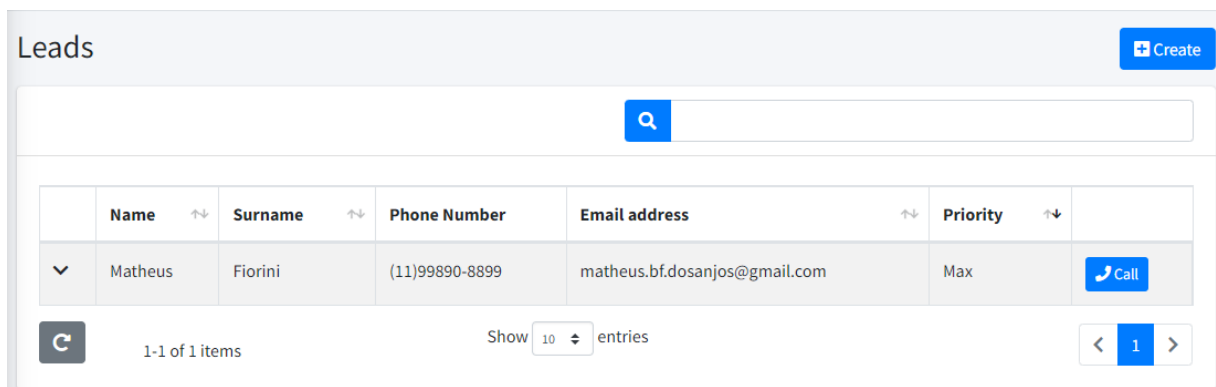 Leads
Create
Name Surname Phone Number Email address Priority
Matheus Fiorini (11)99890-8899 matheus.bf.dosanjos@gmail.com Max Call
1-1 of 1 items Show 10 entries 1